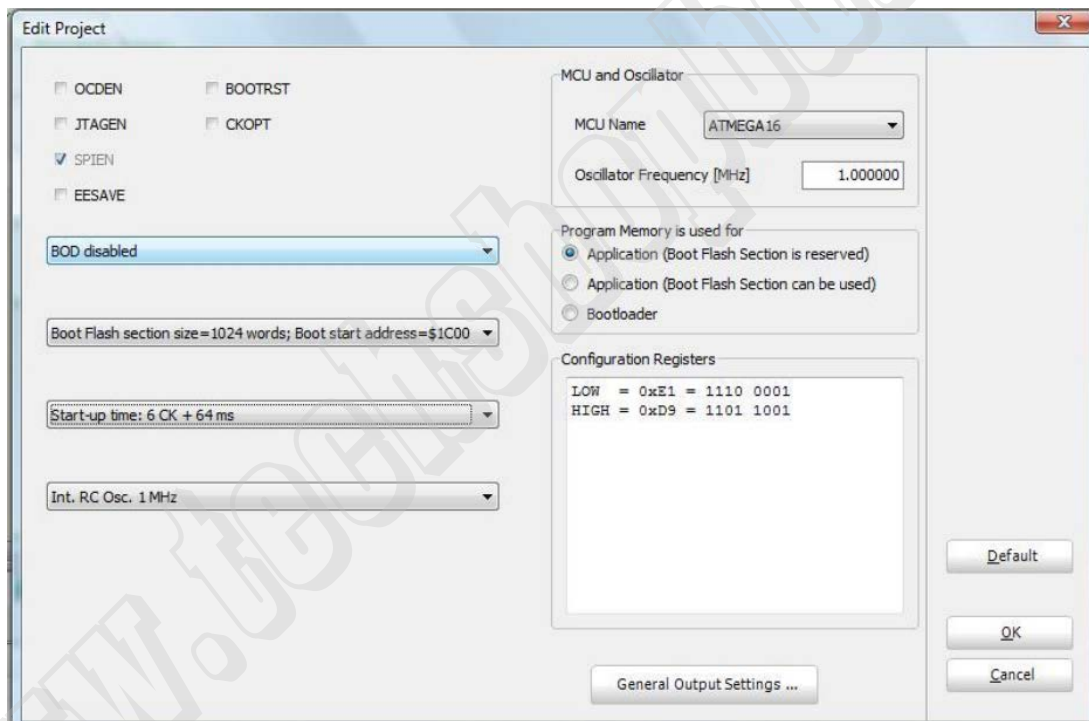 Edit Project
OCDEN
BOOTRST
JTAGEN
CKOPT
SPIEN
EESAVE
BOD disabled
Boot Flash section size=1024 words; Boot start address=$1C00
Start-up time: 6 CK + 64 ms
Int. RC Osc. 1 MHz
MCU and Oscillator
MCU Name ATMEGA16
Oscillator Frequency [MHz] 1.000000
Program Memory is used for
Application (Boot Flash Section is reserved)
Application (Boot Flash Section can be used)
Bootloader
Configuration Registers
LOW = 0xE1 = 1110 0001
HIGH = 0xD9 = 1101 1001
General Output Settings ...
Default
OK
Cancel